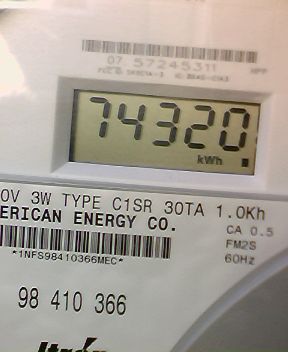 07 57245311
74320
kWh
0V 3W TYPE C1SR 30TA 1.0Kh
ERICAN ENERGY CO.
CA 0.5
FM2S
*1NFS98410366MEC*
60Hz
98 410 366
Itron